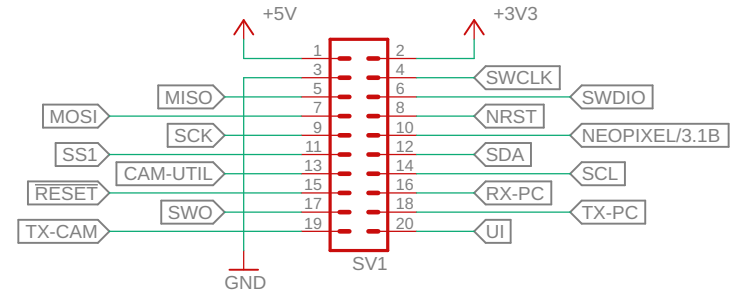 +5V +3V3
1 2
3 4 SWCLK
MISO 5 6 SWDIO
MOSI 7 8 NRST
SCK 9 10 NEOPIXEL/3.1B
SS1 11 12 SDA
CAM-UTIL 13 14 SCL
RESET 15 16 RX-PC
SWO 17 18 TX-PC
TX-CAM 19 20 UI
SV1
GND